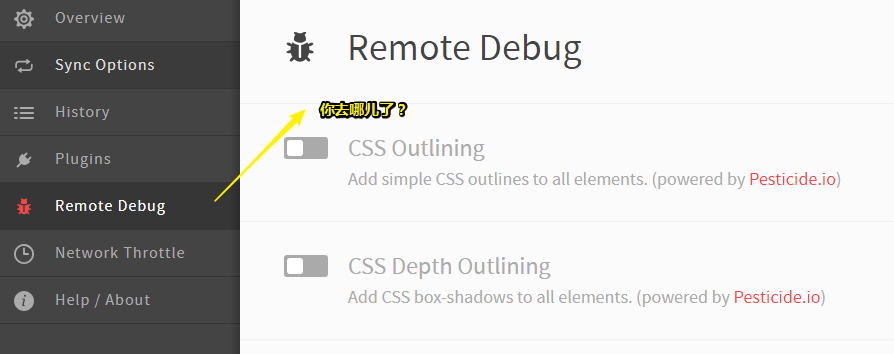 Overview
Sync Options
History
Plugins
Remote Debug
Network Throttle
Help / About
Remote Debug
你去哪儿了？
CSS Outlining
Add simple CSS outlines to all elements. (powered by Pesticide.io)
CSS Depth Outlining
Add CSS box-shadows to all elements. (powered by Pesticide.io)